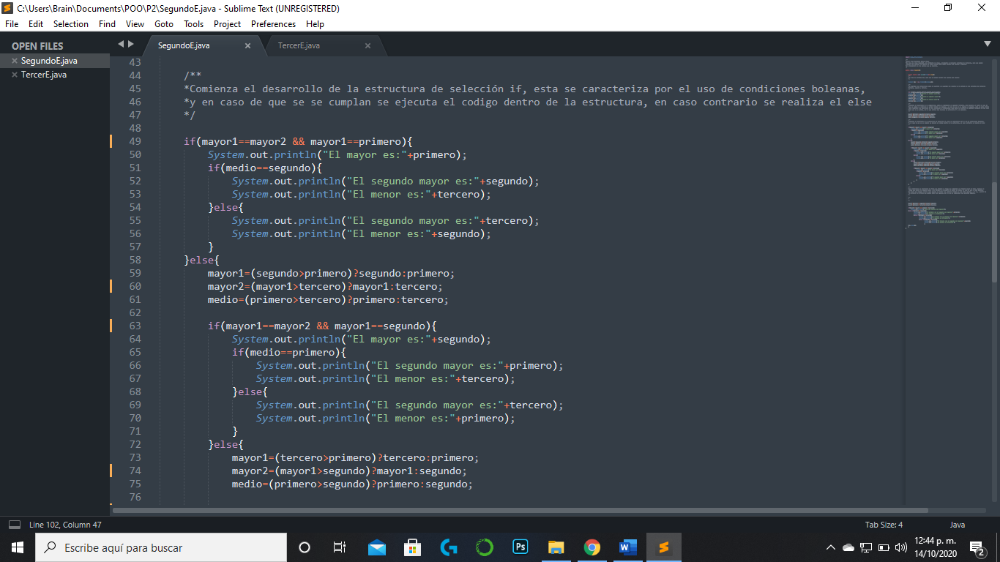 C:\Users\Brain\Documents\POO\P2\SegundoE.java - Sublime Text (UNREGISTERED)
File Edit Selection Find View Goto Tools Project Preferences Help
OPEN FILES
SegundoE.java
TercerE.java
SegundoE.java TercerE.java
43
44 /**
45 *Comienza el desarrollo de la estructura de selección if, esta se caracteriza por el uso de condiciones boleanas,
46 *y en caso de que se se cumplan se ejecuta el codigo dentro de la estructura, en caso contrario se realiza el else
47 */
48
49 if(mayor1==mayor2 && mayor1==primero){
50 System.out.println("El mayor es:"+primero);
51 if(medio==segundo){
52 System.out.println("El segundo mayor es:"+segundo);
53 System.out.println("El menor es:"+tercero);
54 }else{
55 System.out.println("El segundo mayor es:"+tercero);
56 System.out.println("El menor es:"+segundo);
57 }
58 }else{
59 mayor1=(segundo>primero)?segundo:primero;
60 mayor2=(mayor1>tercero)?mayor1:tercero;
61 medio=(primero>tercero)?primero:tercero;
62
63 if(mayor1==mayor2 && mayor1==segundo){
64 System.out.println("El mayor es:"+segundo);
65 if(medio==primero){
66 System.out.println("El segundo mayor es:"+primero);
67 System.out.println("El menor es:"+tercero);
68 }else{
69 System.out.println("El segundo mayor es:"+tercero);
70 System.out.println("El menor es:"+primero);
71 }
72 }else{
73 mayor1=(tercero>primero)?tercero:primero;
74 mayor2=(mayor1>segundo)?mayor1:segundo;
75 medio=(primero>segundo)?primero:segundo;
76
Line 102, Column 47 Tab Size: 4 Java
Escribe aquí para buscar
Ps
W
12:44 p. m.
14/10/2020
2